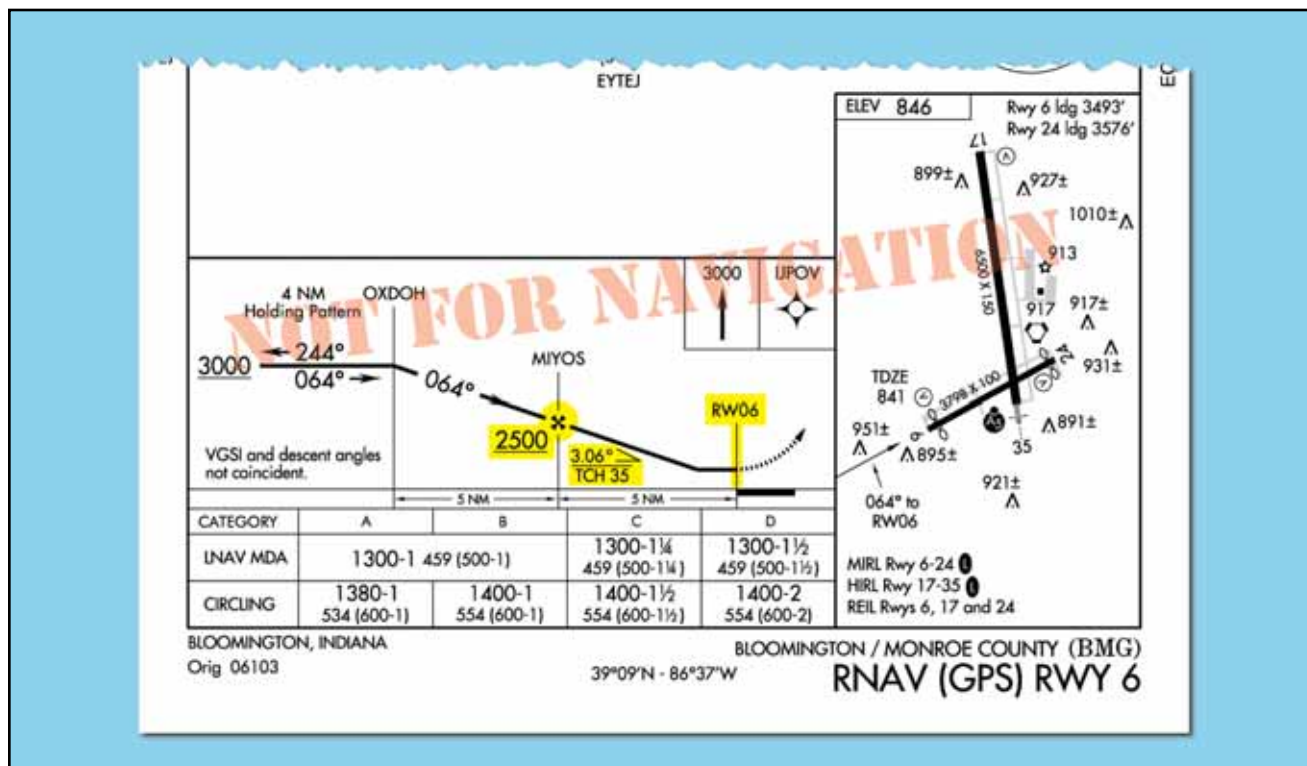 EYTEJ
ELEV 846
Rwy 6 ldg 3493'
Rwy 24 ldg 3576'
17
899±
927±
1010±
6500 X 150
913
917
917±
24
931±
TDZE
841
3798 X 100
951±
6
895±
35
891±
921±
064° to
RW06
MIRL Rwy 6-24 L
HIRL Rwy 17-35 L
REIL Rwys 6, 17 and 24
NOT FOR NAVIGATION
3000
IJPOV
4 NM
Holding Pattern
OXDOH
3000
244°
064°
064°
MIYOS
2500
RW06
3.06°
TCH 35
VGSI and descent angles
not coincident.
5 NM
5 NM
CATEGORY A B C D
LNAV MDA 1300-1 459 (500-1) 1300-1¼ 1300-1½
459 (500-1¼) 459 (500-1½)
CIRCLING 1380-1 1400-1 1400-1½ 1400-2
534 (600-1) 554 (600-1) 554 (600-1½) 554 (600-2)
BLOOMINGTON, INDIANA
Orig 06103
39°09'N - 86°37'W
BLOOMINGTON / MONROE COUNTY (BMG)
RNAV (GPS) RWY 6